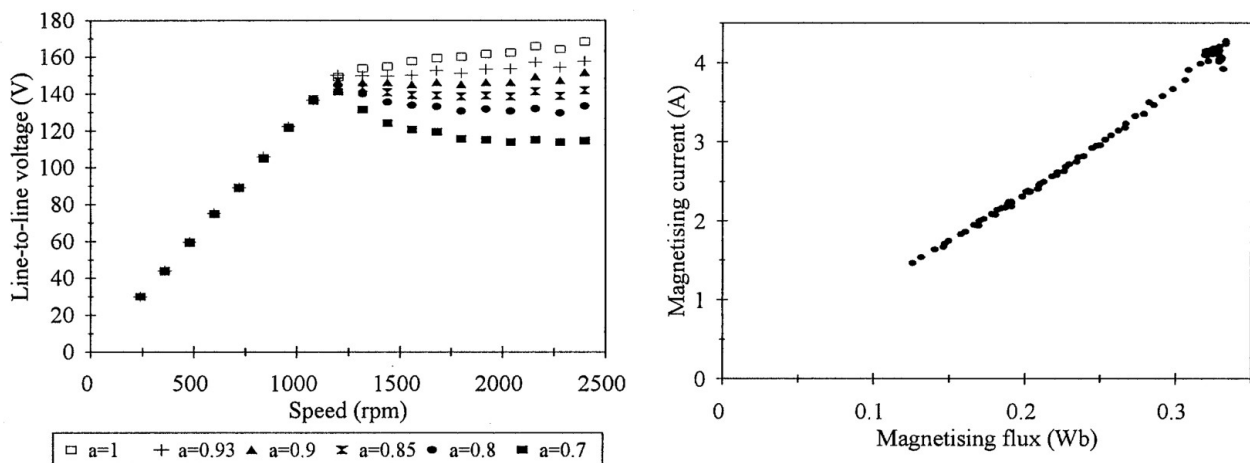 Line-to-line voltage (V)
180
160
140
120
100
80
60
40
20
0
0 500 1000 1500 2000 2500
Speed (rpm)
a=1 a=0.93 a=0.9 a=0.85 a=0.8 a=0.7
Magnetising current (A)
4
3
2
1
0
0 0.1 0.2 0.3
Magnetising flux (Wb)